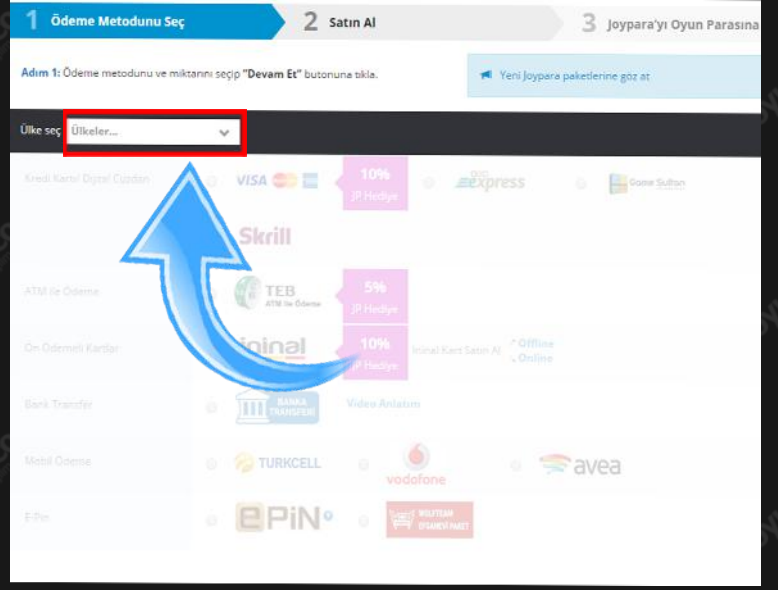 1 Ödeme Metodunu Seç
2 Satın Al
3 Joypara'yı Oyun Parasına
Adım 1: Ödeme metodunu ve miktarını seçip "Devam Et" butonuna tıkla.
Yeni Joypara paketlerine göz at
Ülke seç Ülkeler...
Kredi Kartı/ Dijital Cüzdan
VISA
10%
JP Hediye
express
Game Sultan
Skrill
ATM ile Ödeme
TEB
ATM ile Ödeme
5%
JP Hediye
Ön Ödemeli Kartlar
ininal
10%
JP Hediye
Ininal Kart Satın Al
Offline
Online
Bank Transfer
BANKA
TRANSFERİ
Video Anlatım
Mobil Ödeme
TURKCELL
vodafone
avea
E-Pin
ePiN
WOLFTEAM
EFSANEVİ PAKET